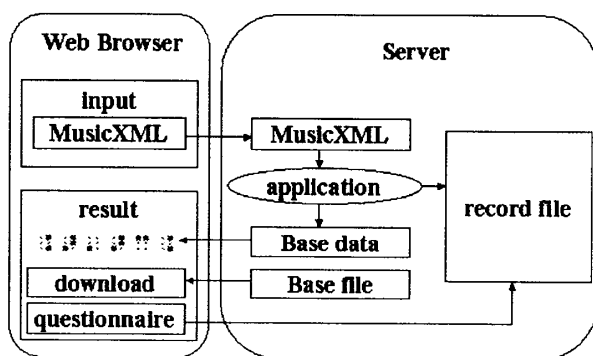 Web Browser
Server
input
MusicXML
MusicXML
application
record file
result
Base data
download
Base file
questionnaire